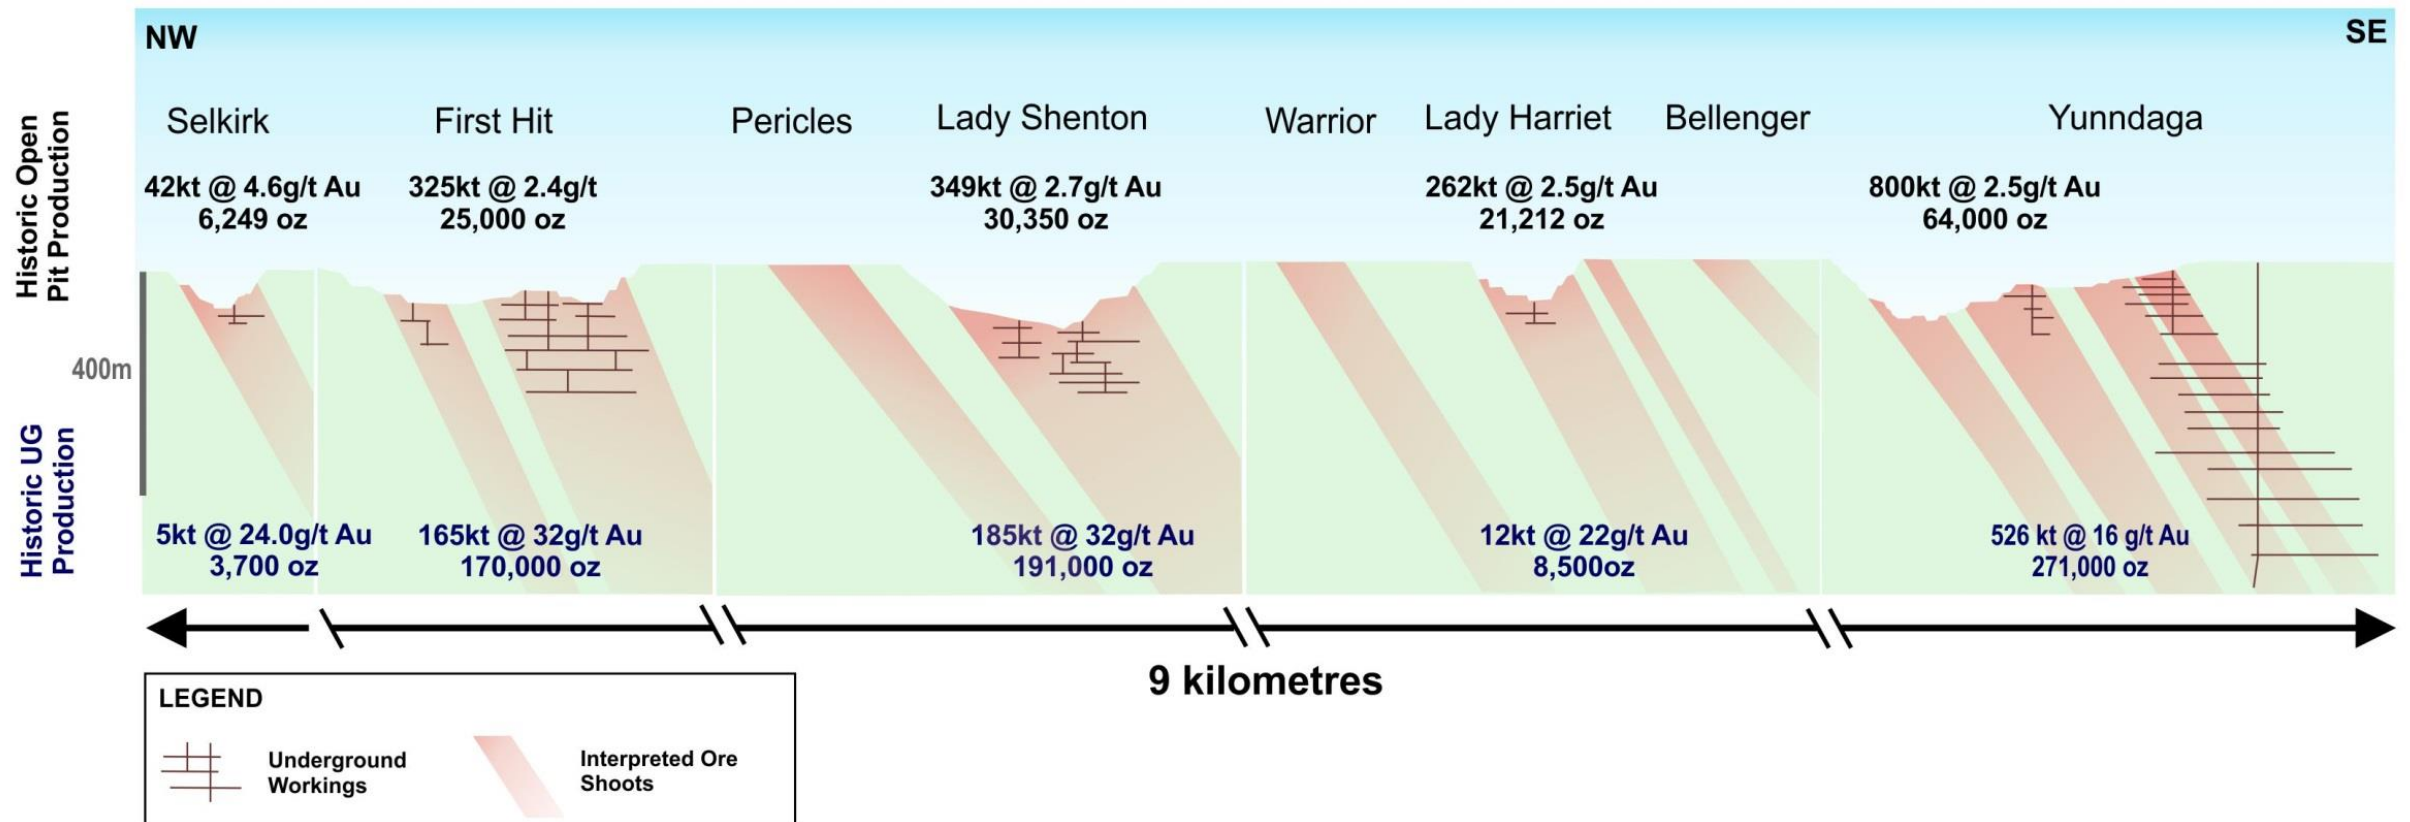 NW
SE
Historic Open
Pit Production
Selkirk
First Hit
Pericles
Lady Shenton
Warrior
Lady Harriet
Bellenger
Yunndaga
42kt @ 4.6g/t Au
6,249 oz
325kt @ 2.4g/t
25,000 oz
349kt @ 2.7g/t Au
30,350 oz
262kt @ 2.5g/t Au
21,212 oz
800kt @ 2.5g/t Au
64,000 oz
400m
Historic UG
Production
5kt @ 24.0g/t Au
3,700 oz
165kt @ 32g/t Au
170,000 oz
185kt @ 32g/t Au
191,000 oz
12kt @ 22g/t Au
8,500oz
526 kt @ 16 g/t Au
271,000 oz
9 kilometres
LEGEND
Underground
Workings
Interpreted Ore
Shoots